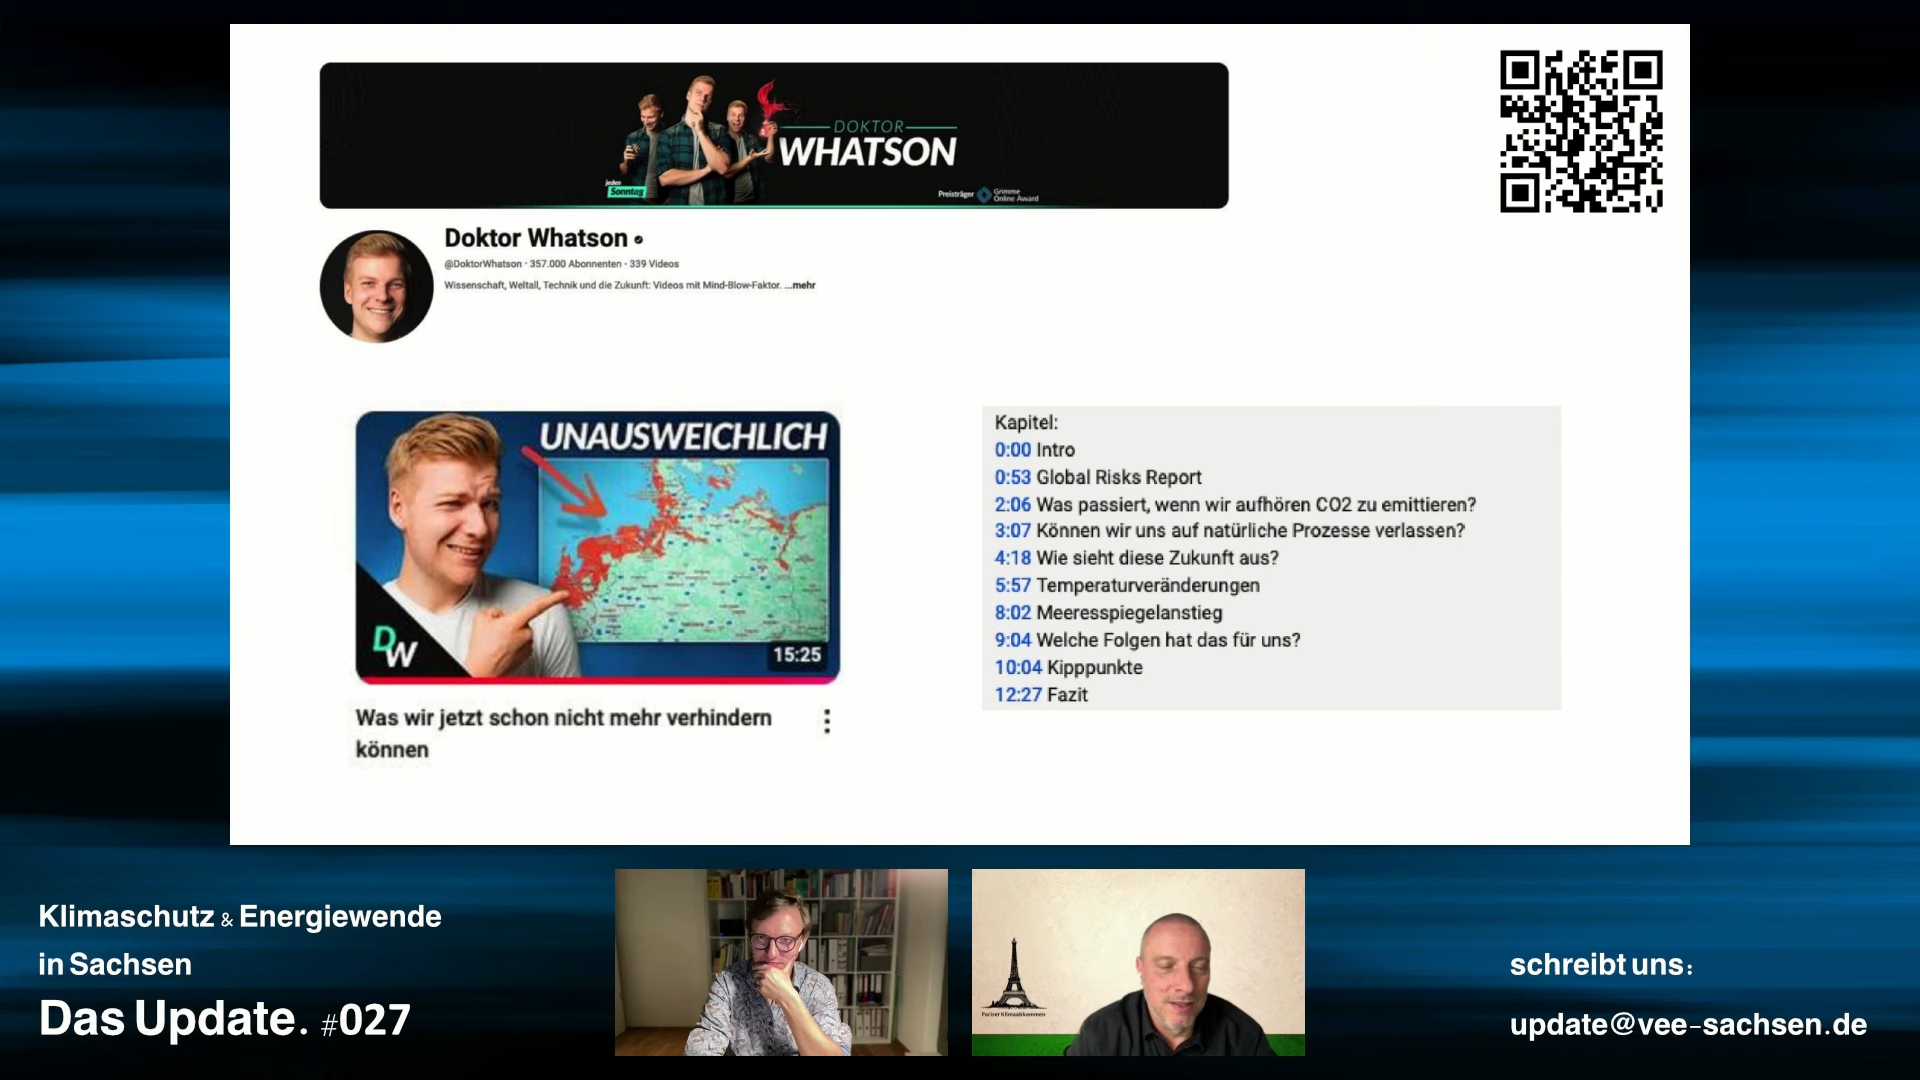 DOKTOR
WHATSON
jeden
Sonntag
Preisträger Grimme
Online Award
Doktor Whatson
@DoktorWhatson · 357.000 Abonnenten · 339 Videos
Wissenschaft, Weltall, Technik und die Zukunft: Videos mit Mind-Blow-Faktor. ...mehr
UNAUSWEICHLICH
DW
15:25
Was wir jetzt schon nicht mehr verhindern
können
Kapitel:
0:00 Intro
0:53 Global Risks Report
2:06 Was passiert, wenn wir aufhören CO2 zu emittieren?
3:07 Können wir uns auf natürliche Prozesse verlassen?
4:18 Wie sieht diese Zukunft aus?
5:57 Temperaturveränderungen
8:02 Meeresspiegelanstieg
9:04 Welche Folgen hat das für uns?
10:04 Kipppunkte
12:27 Fazit
Klimaschutz & Energiewende
in Sachsen
Das Update. #027
Pariser Klimaabkommen
schreibt uns:
update@vee-sachsen.de